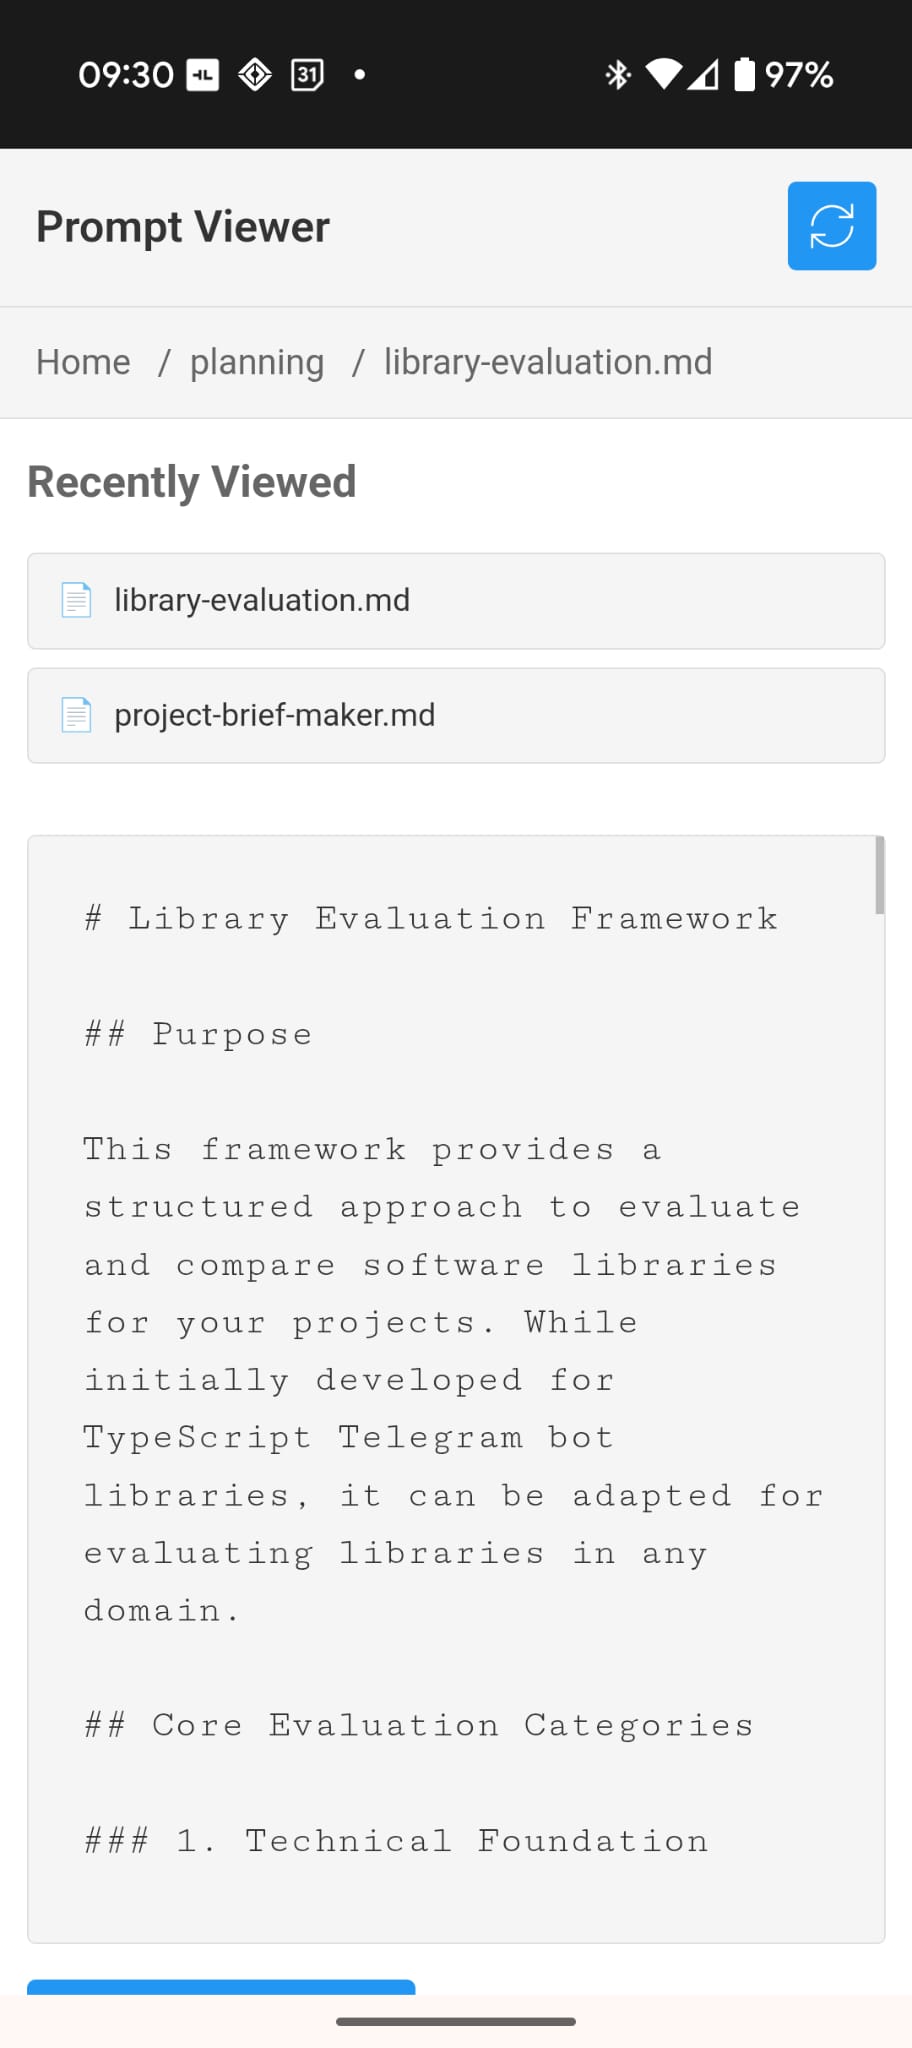 09:30
31
97%
Prompt Viewer
Home / planning / library-evaluation.md
Recently Viewed
library-evaluation.md
project-brief-maker.md
# Library Evaluation Framework
## Purpose
This framework provides a
structured approach to evaluate
and compare software libraries
for your projects. While
initially developed for
TypeScript Telegram bot
libraries, it can be adapted for
evaluating libraries in any
domain.
## Core Evaluation Categories
### 1. Technical Foundation